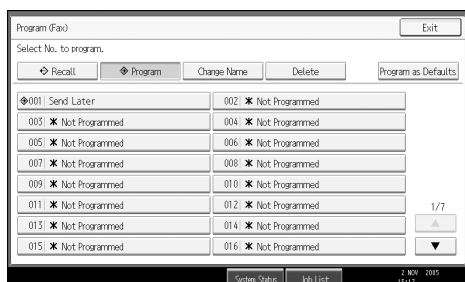 Program (Fax) Exit
Select No. to program.
Recall Program Change Name Delete Program as Defaults
001 Send Later 002 Not Programmed
003 Not Programmed 004 Not Programmed
005 Not Programmed 006 Not Programmed
007 Not Programmed 008 Not Programmed
009 Not Programmed 010 Not Programmed
011 Not Programmed 012 Not Programmed 1/7
013 Not Programmed 014 Not Programmed
015 Not Programmed 016 Not Programmed
System Status Job List 2 NOV 2005
15:17